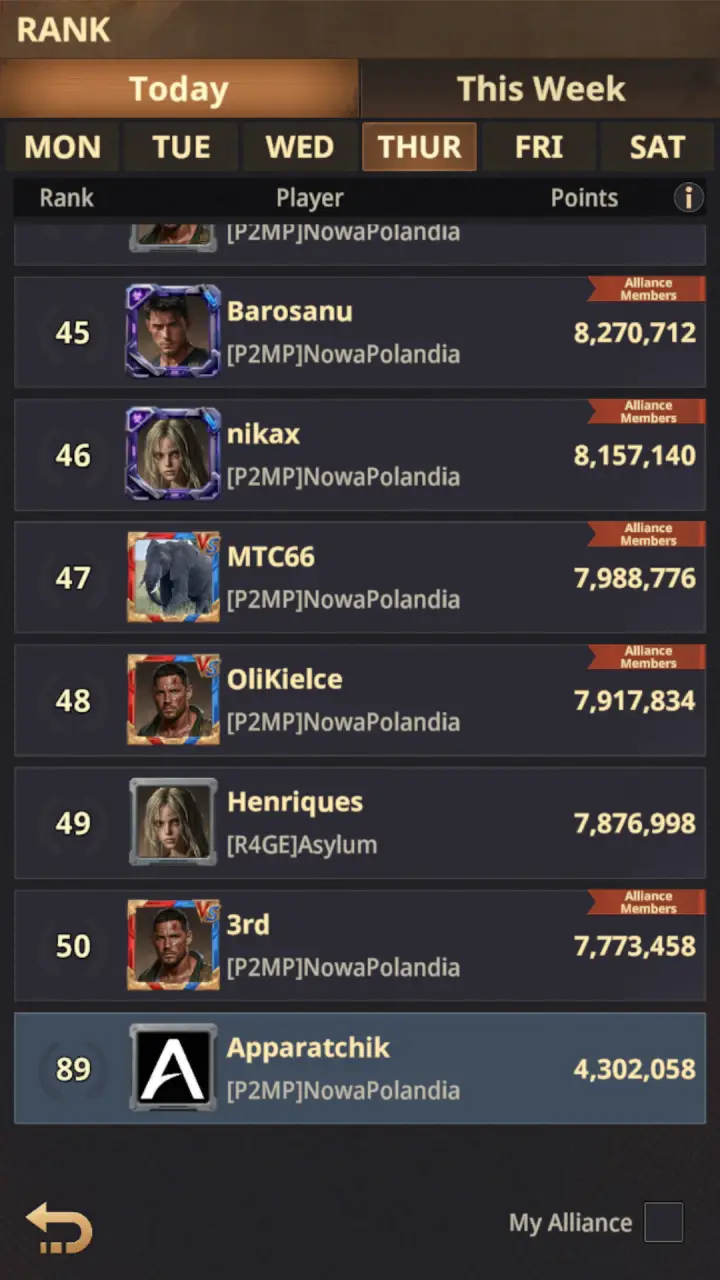 RANK
Today
This Week
MON TUE WED THUR FRI SAT
Rank Player Points i
[P2MP]NowaPolandia
Alliance
Members
45 Barosanu 8,270,712
[P2MP]NowaPolandia
Alliance
Members
46 nikax 8,157,140
[P2MP]NowaPolandia
VS
Alliance
Members
47 MTC66 7,988,776
[P2MP]NowaPolandia
VS
Alliance
Members
48 OliKielce 7,917,834
[P2MP]NowaPolandia
49 Henriques 7,876,998
[R4GE]Asylum
VS
Alliance
Members
50 3rd 7,773,458
[P2MP]NowaPolandia
89 Apparatchik 4,302,058
[P2MP]NowaPolandia
My Alliance